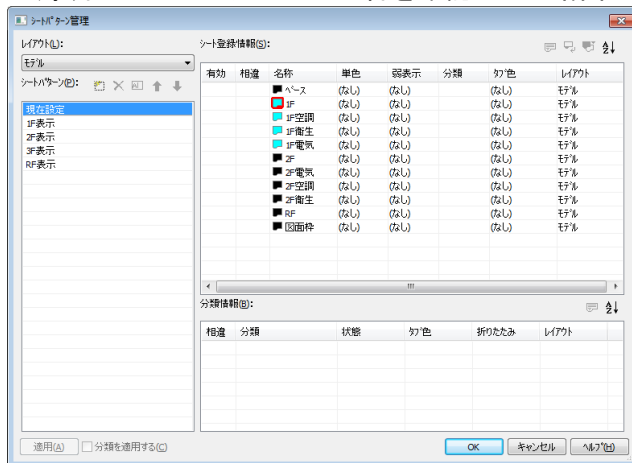 シートパターン管理
レイアウト(L):
モデル
シートパターン(P):
現在設定
1F表示
2F表示
3F表示
RF表示
シート登録情報(S):
有効 相違 名称 単色 弱表示 分類 タブ色 レイアウト
ベース (なし) (なし) (なし) モデル
1F (なし) (なし) (なし) モデル
1F空調 (なし) (なし) (なし) モデル
1F衛生 (なし) (なし) (なし) モデル
1F電気 (なし) (なし) (なし) モデル
2F (なし) (なし) (なし) モデル
2F電気 (なし) (なし) (なし) モデル
2F空調 (なし) (なし) (なし) モデル
2F衛生 (なし) (なし) (なし) モデル
RF (なし) (なし) (なし) モデル
図面枠 (なし) (なし) (なし) モデル
分類情報(B):
相違 分類 状態 タブ色 折りたたみ レイアウト
適用(A) 分類を適用する(C)
OK キャンセル ヘルプ(H)